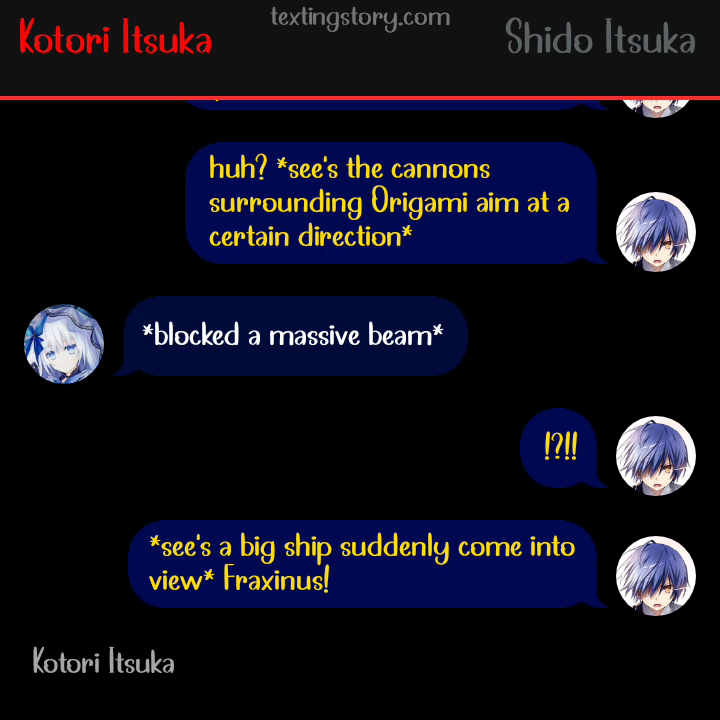 textingstory.com
Kotori Itsuka
Shido Itsuka
huh? *see's the cannons
surrounding Origami aim at a
certain direction*
*blocked a massive beam*
!?!!
*see's a big ship suddenly come into
view* Fraxinus!
Kotori Itsuka